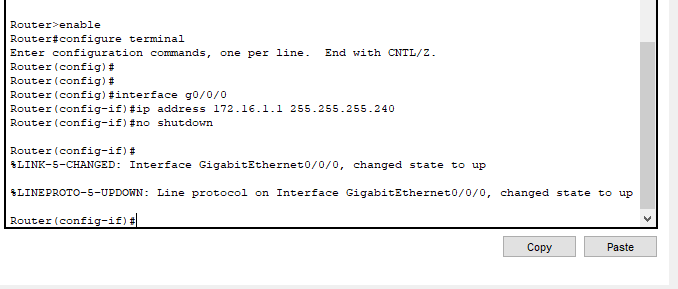 Router>enable
Router#configure terminal
Enter configuration commands, one per line.  End with CNTL/Z.
Router(config)#
Router(config)#
Router(config)#interface g0/0/0
Router(config-if)#ip address 172.16.1.1 255.255.255.240
Router(config-if)#no shutdown
Router(config-if)#
%LINK-5-CHANGED: Interface GigabitEthernet0/0/0, changed state to up
%LINEPROTO-5-UPDOWN: Line protocol on Interface GigabitEthernet0/0/0, changed state to up
Router(config-if)#
Copy
Paste